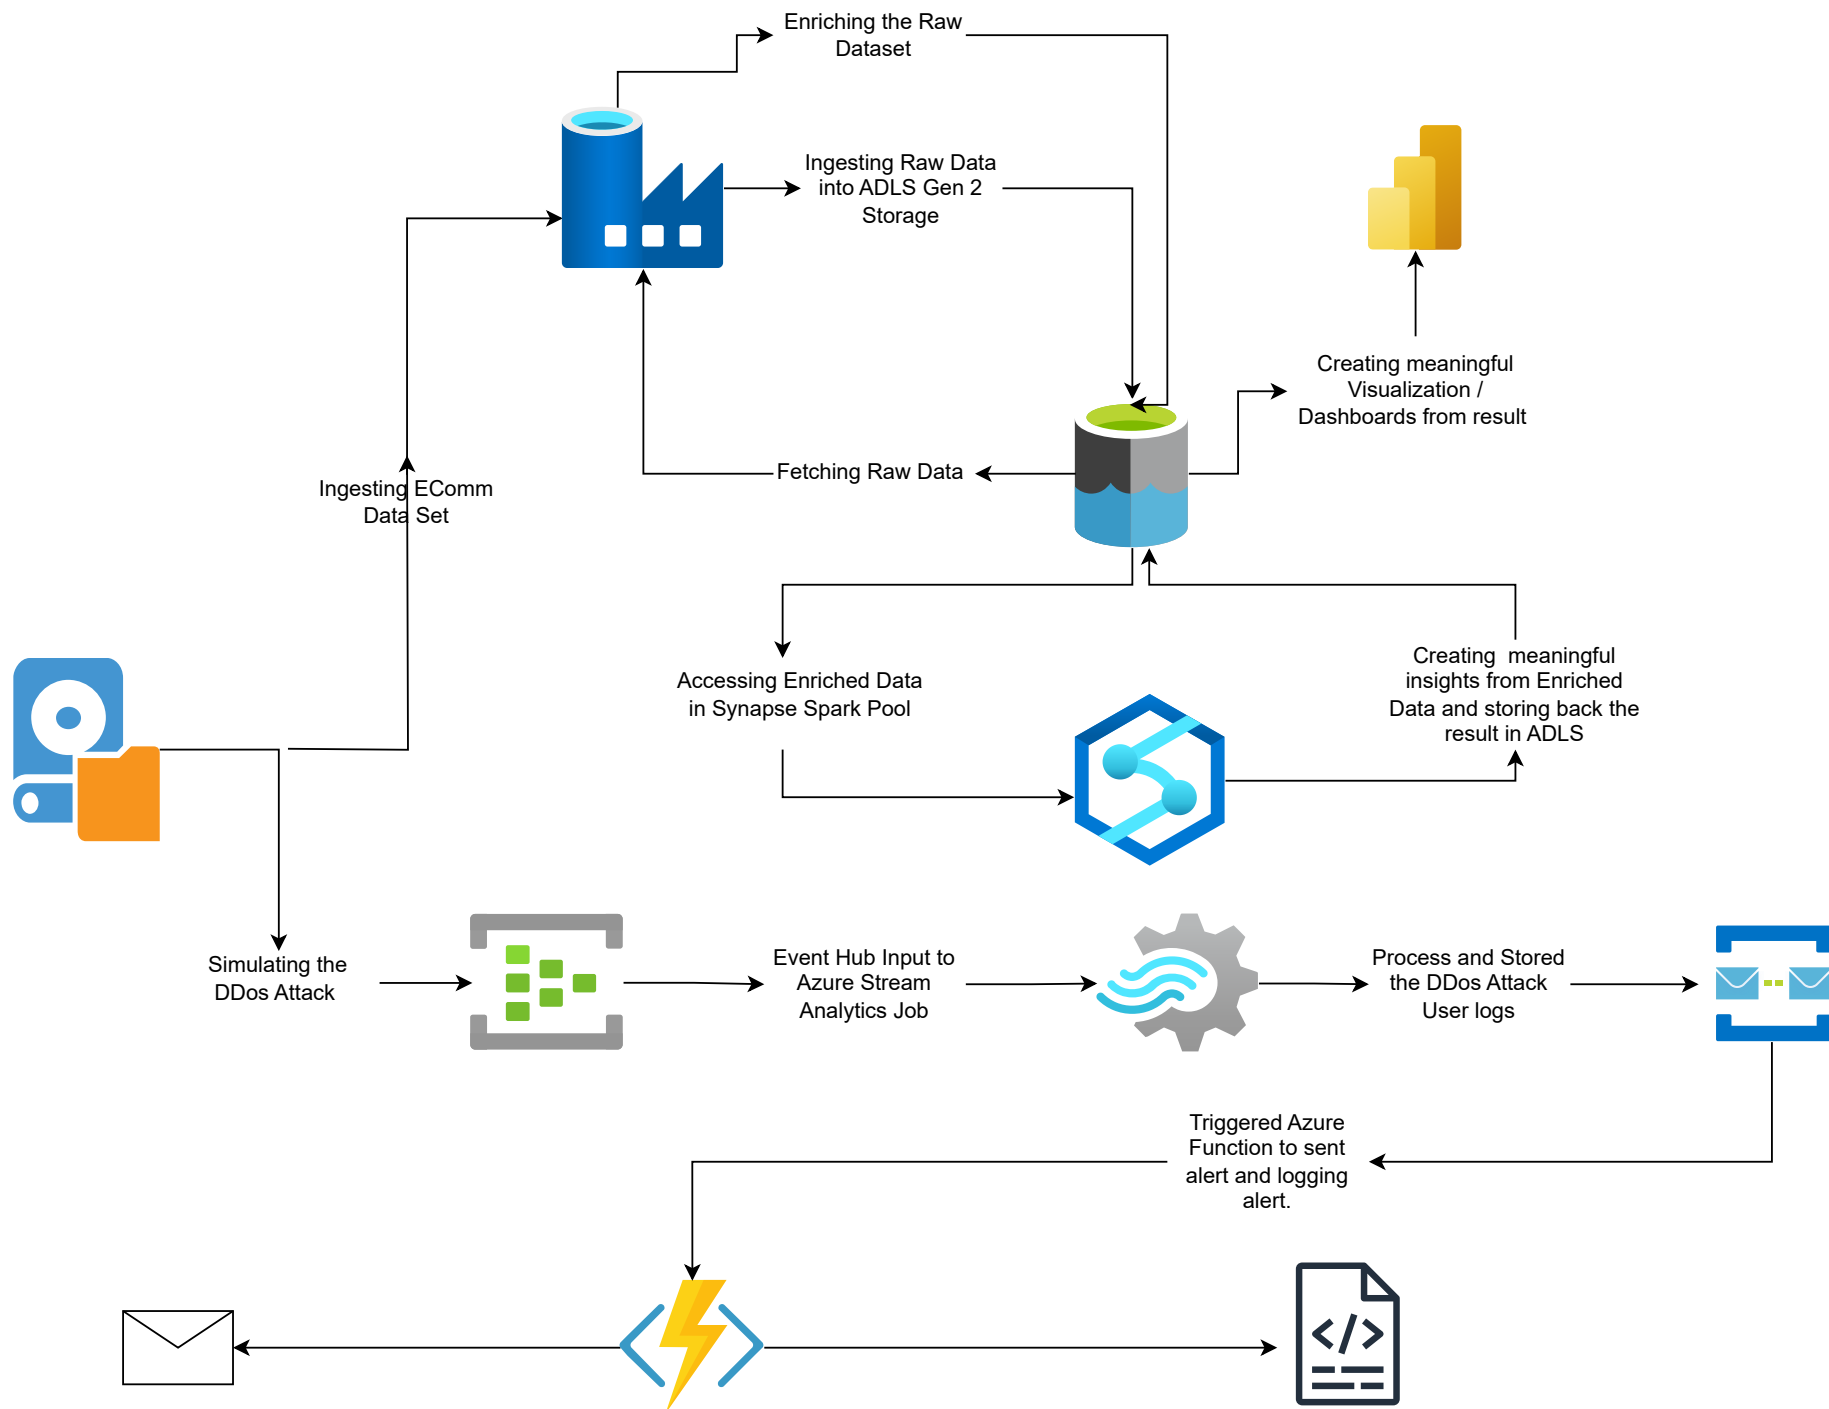 Enriching the Raw
Dataset
Ingesting Raw Data
into ADLS Gen 2
Storage
Creating meaningful
Visualization /
Dashboards from result
Fetching Raw Data
Ingesting EComm
Data Set
Accessing Enriched Data
in Synapse Spark Pool
Creating  meaningful
insights from Enriched
Data and storing back the
result in ADLS
Simulating the
DDos Attack
Event Hub Input to
Azure Stream
Analytics Job
Process and Stored
the DDos Attack
User logs
Triggered Azure
Function to sent
alert and logging
alert.